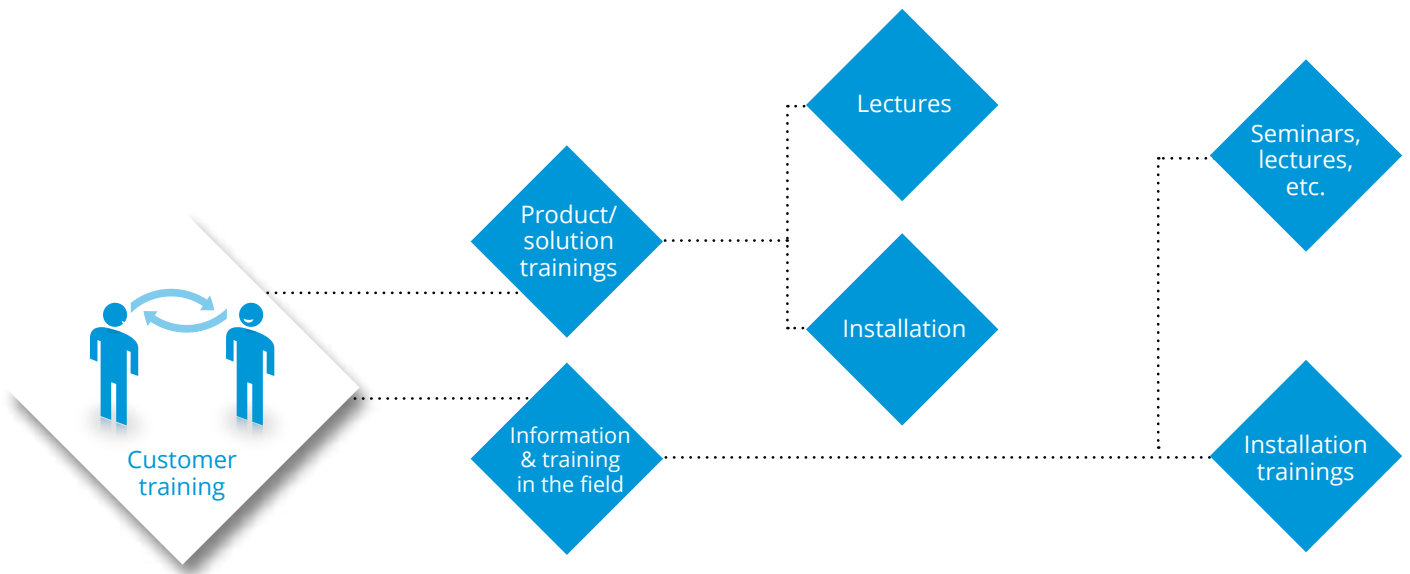 Customer
training
Product/
solution
trainings
Lectures
Installation
Information
& training
in the field
Seminars,
lectures,
etc.
Installation
trainings